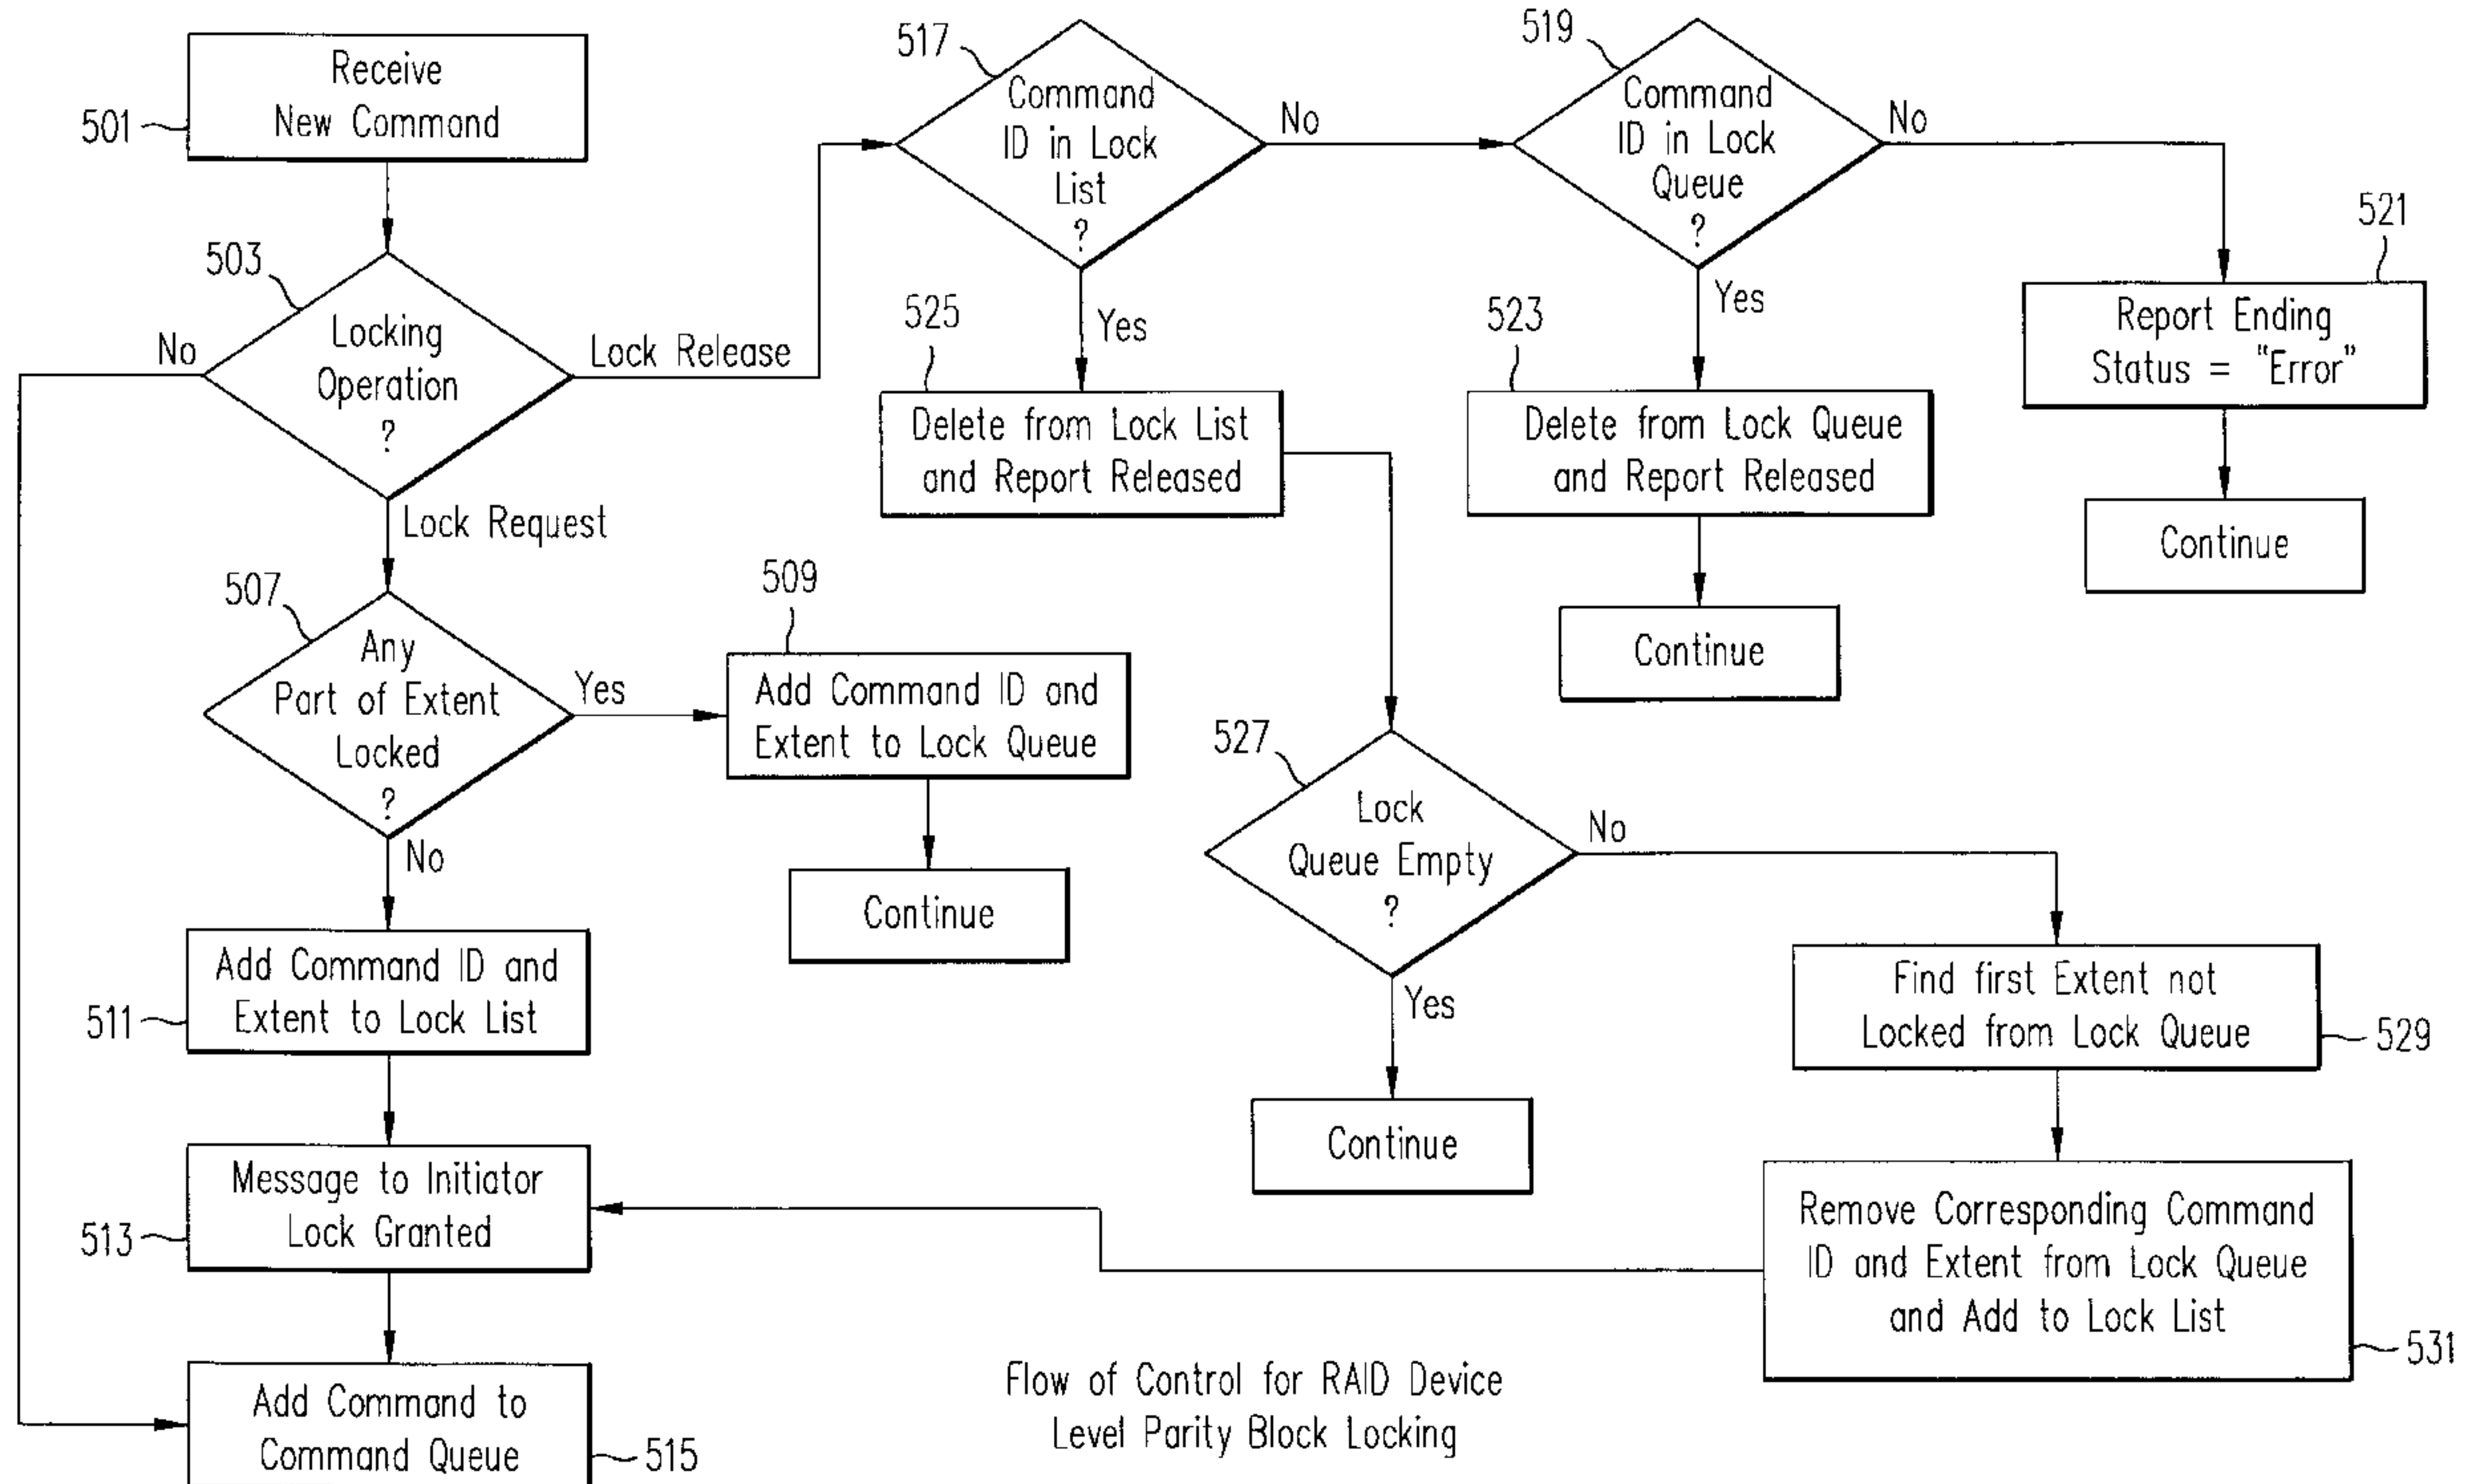 501
Receive
New Command
503
Locking
Operation
?
No
Lock Release
Lock Request
507
Any
Part of Extent
Locked
?
Yes
No
509
Add Command ID and
Extent to Lock Queue
Continue
511
Add Command ID and
Extent to Lock List
513
Message to Initiator
Lock Granted
Add Command to
Command Queue
515
517
Command
ID in Lock
List
?
No
Yes
519
Command
ID in Lock
Queue
?
No
Yes
521
Report Ending
Status = "Error"
Continue
523
Delete from Lock Queue
and Report Released
Continue
525
Delete from Lock List
and Report Released
527
Lock
Queue Empty
?
No
Yes
Continue
Find first Extent not
Locked from Lock Queue
529
Remove Corresponding Command
ID and Extent from Lock Queue
and Add to Lock List
531
Flow of Control for RAID Device
Level Parity Block Locking